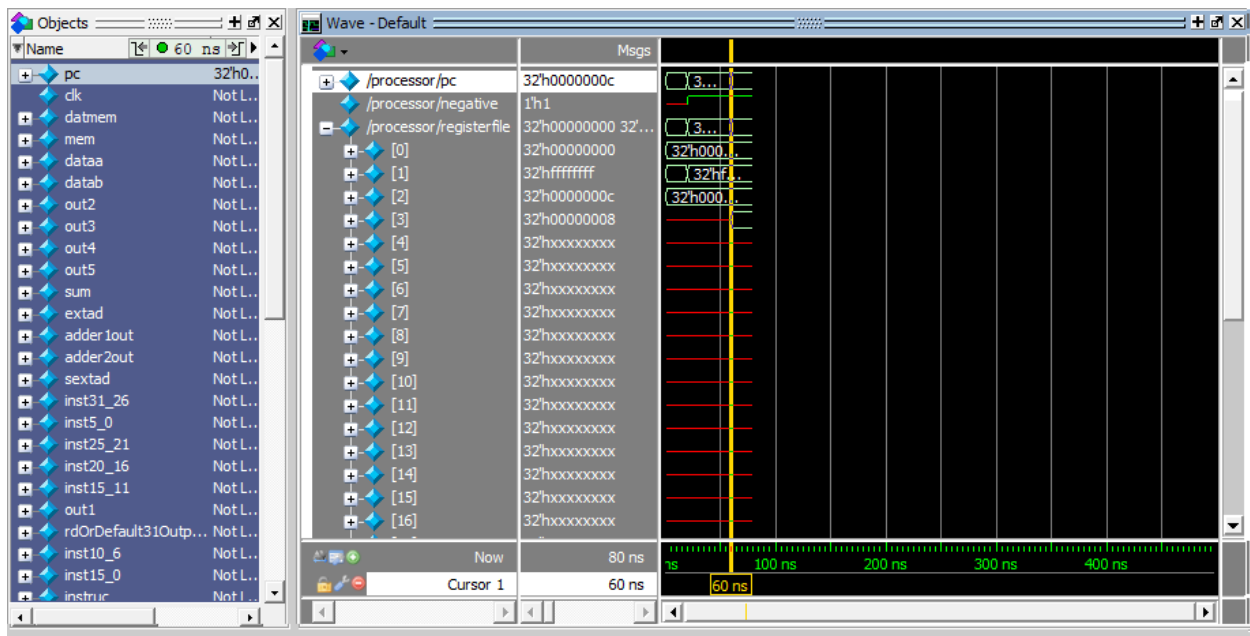 Objects
Name 60 ns
pc 32'h0..
clk Not L..
datmem Not L..
mem Not L..
dataa Not L..
datab Not L..
out2 Not L..
out3 Not L..
out4 Not L..
out5 Not L..
sum Not L..
extad Not L..
adder1out Not L..
adder2out Not L..
sextad Not L..
inst31_26 Not L..
inst5_0 Not L..
inst25_21 Not L..
inst20_16 Not L..
inst15_11 Not L..
out1 Not L..
rdOrDefault31Outp... Not L..
inst10_6 Not L..
inst15_0 Not L..
instruc Not L..
Wave - Default
Msgs
/processor/pc 32'h0000000c 3...
/processor/negative 1'h1
/processor/registerfile 32'h00000000 32'... 3...
[0] 32'h00000000 32'h000...
[1] 32'hffffffff 32'hf...
[2] 32'h0000000c 32'h000...
[3] 32'h00000008
[4] 32'hxxxxxxxx
[5] 32'hxxxxxxxx
[6] 32'hxxxxxxxx
[7] 32'hxxxxxxxx
[8] 32'hxxxxxxxx
[9] 32'hxxxxxxxx
[10] 32'hxxxxxxxx
[11] 32'hxxxxxxxx
[12] 32'hxxxxxxxx
[13] 32'hxxxxxxxx
[14] 32'hxxxxxxxx
[15] 32'hxxxxxxxx
[16] 32'hxxxxxxxx
Now 80 ns ns 100 ns 200 ns 300 ns 400 ns
Cursor 1 60 ns 60 ns